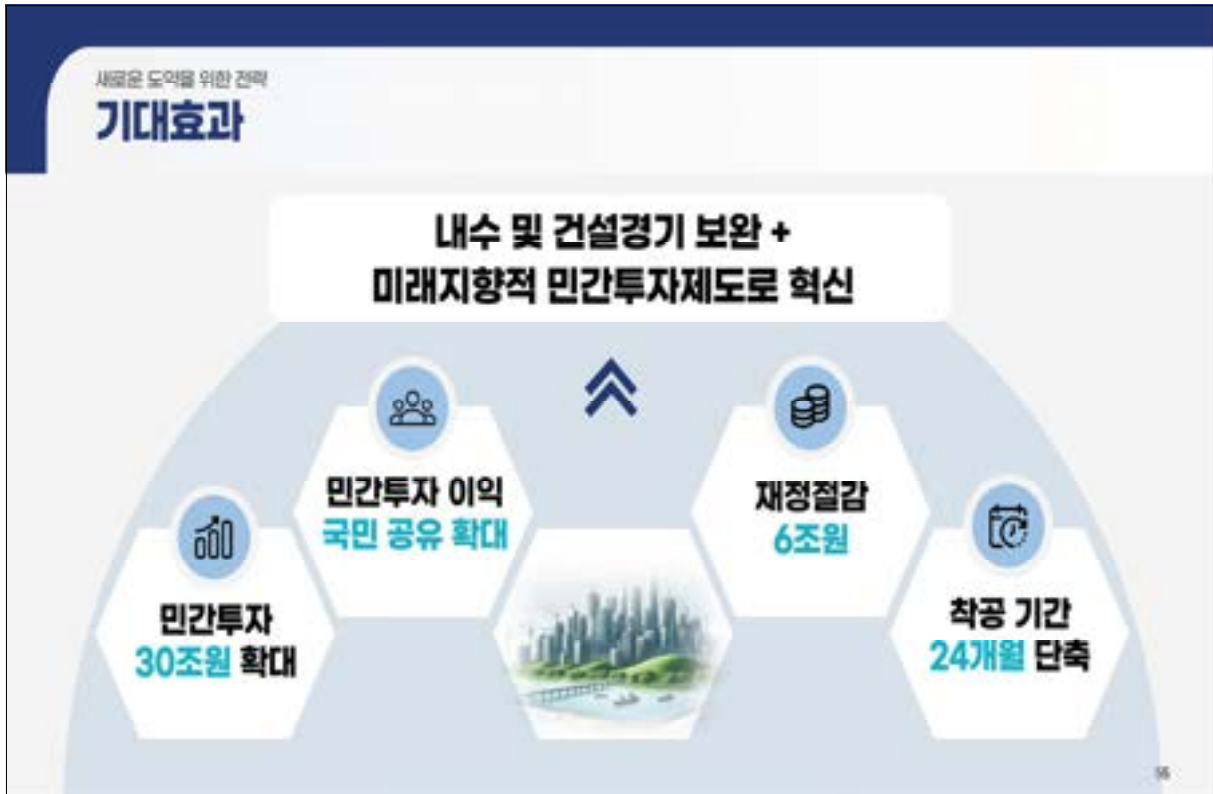 새로운 도약을 위한 전략
기대효과
내수 및 건설경기 보완 +
미래지향적 민간투자제도로 혁신
민간투자 이익
국민 공유 확대
재정절감
6조원
민간투자
30조원 확대
착공 기간
24개월 단축